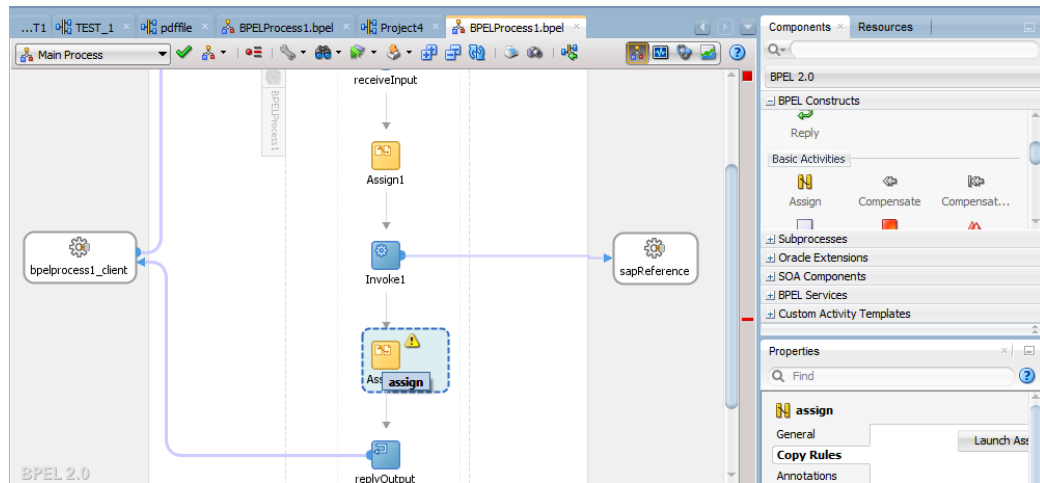 ...T1 TEST_1 pdffile BPELProcess1.bpel Project4 BPELProcess1.bpel
Main Process
receiveInput
BPELProcess1
Assign1
Invoke1
bpelprocess1_client
sapReference
Ass
assign
replyOutput
BPEL 2.0
Components Resources
BPEL 2.0
BPEL Constructs
Reply
Basic Activities
Assign Compensate Compensat...
Subprocesses
Oracle Extensions
SOA Components
BPEL Services
Custom Activity Templates
Properties
Find
assign
General
Launch Ass
Copy Rules
Annotations